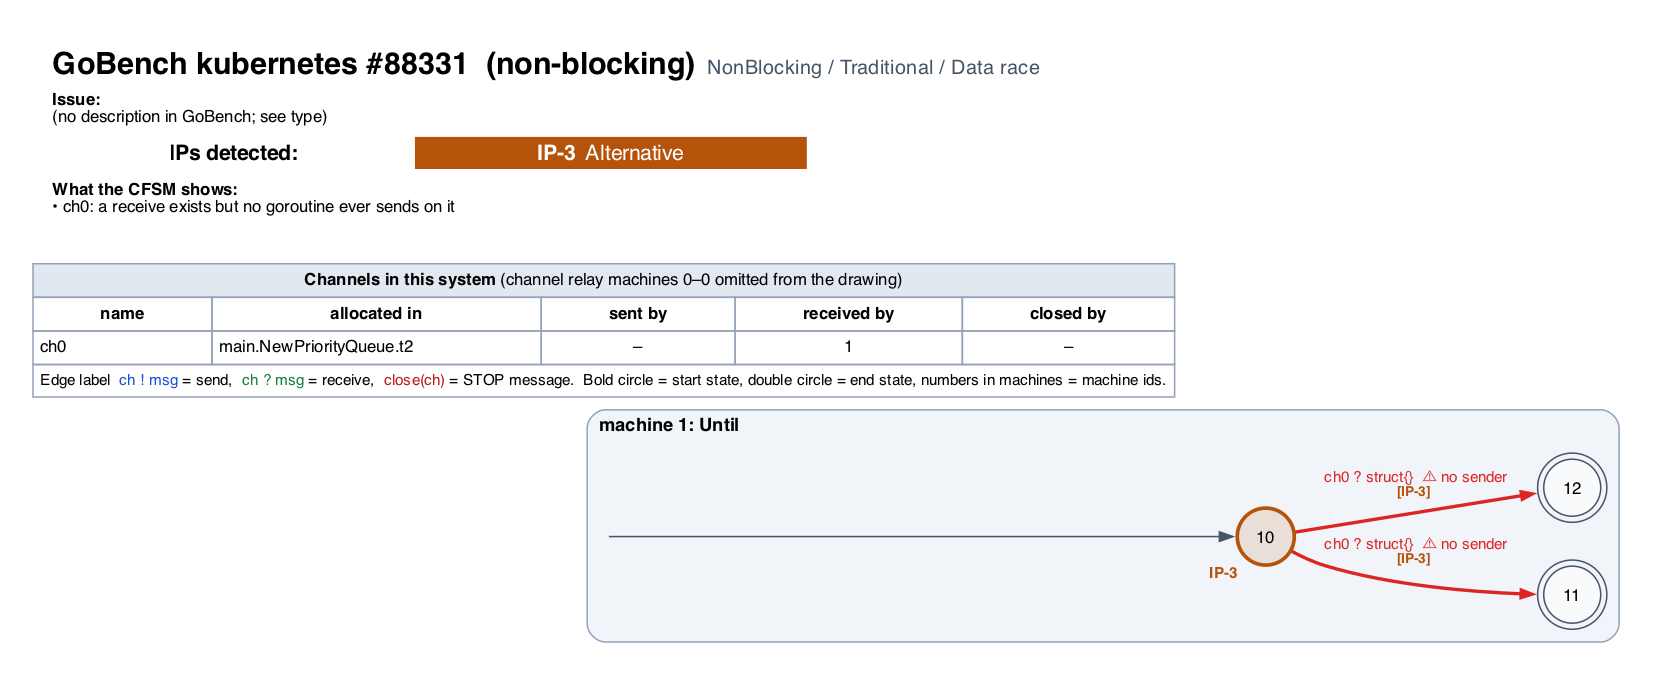 GoBench kubernetes #88331 (non-blocking) NonBlocking / Traditional / Data race
Issue:
(no description in GoBench; see type)
IPs detected: IP-3 Alternative
What the CFSM shows:
• ch0: a receive exists but no goroutine ever sends on it
Channels in this system (channel relay machines 0–0 omitted from the drawing)
name allocated in sent by received by closed by
ch0 main.NewPriorityQueue.t2 – 1 –
Edge label ch ! msg = send, ch ? msg = receive, close(ch) = STOP message. Bold circle = start state, double circle = end state, numbers in machines = machine ids.
machine 1: Until
ch0 ? struct{} ⚠ no sender
[IP-3]
12
10
ch0 ? struct{} ⚠ no sender
[IP-3]
IP-3
11